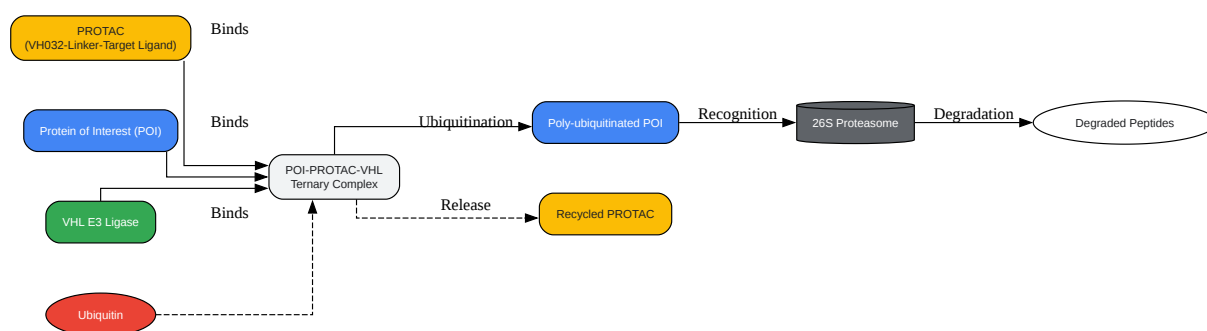 PROTAC
(VH032-Linker-Target Ligand)
Binds
Protein of Interest (POI)
Binds
VHL E3 Ligase
Binds
Ubiquitin
POI-PROTAC-VHL
Ternary Complex
Ubiquitination
Poly-ubiquitinated POI
Recognition
26S Proteasome
Degradation
Degraded Peptides
Release
Recycled PROTAC